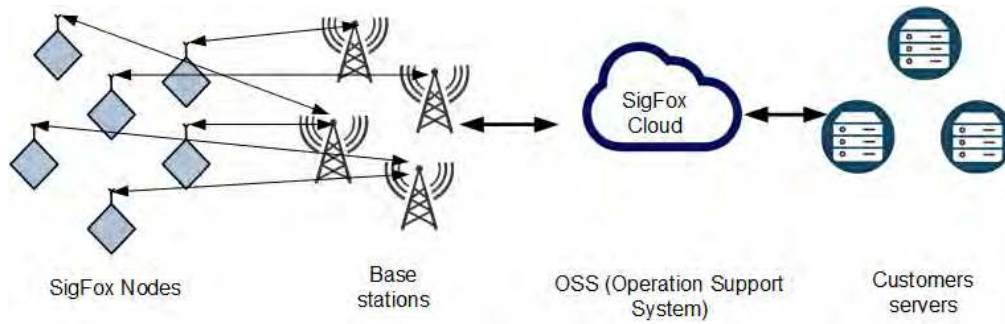 SigFox
Cloud
SigFox Nodes
Base
stations
OSS (Operation Support
System)
Customers
servers